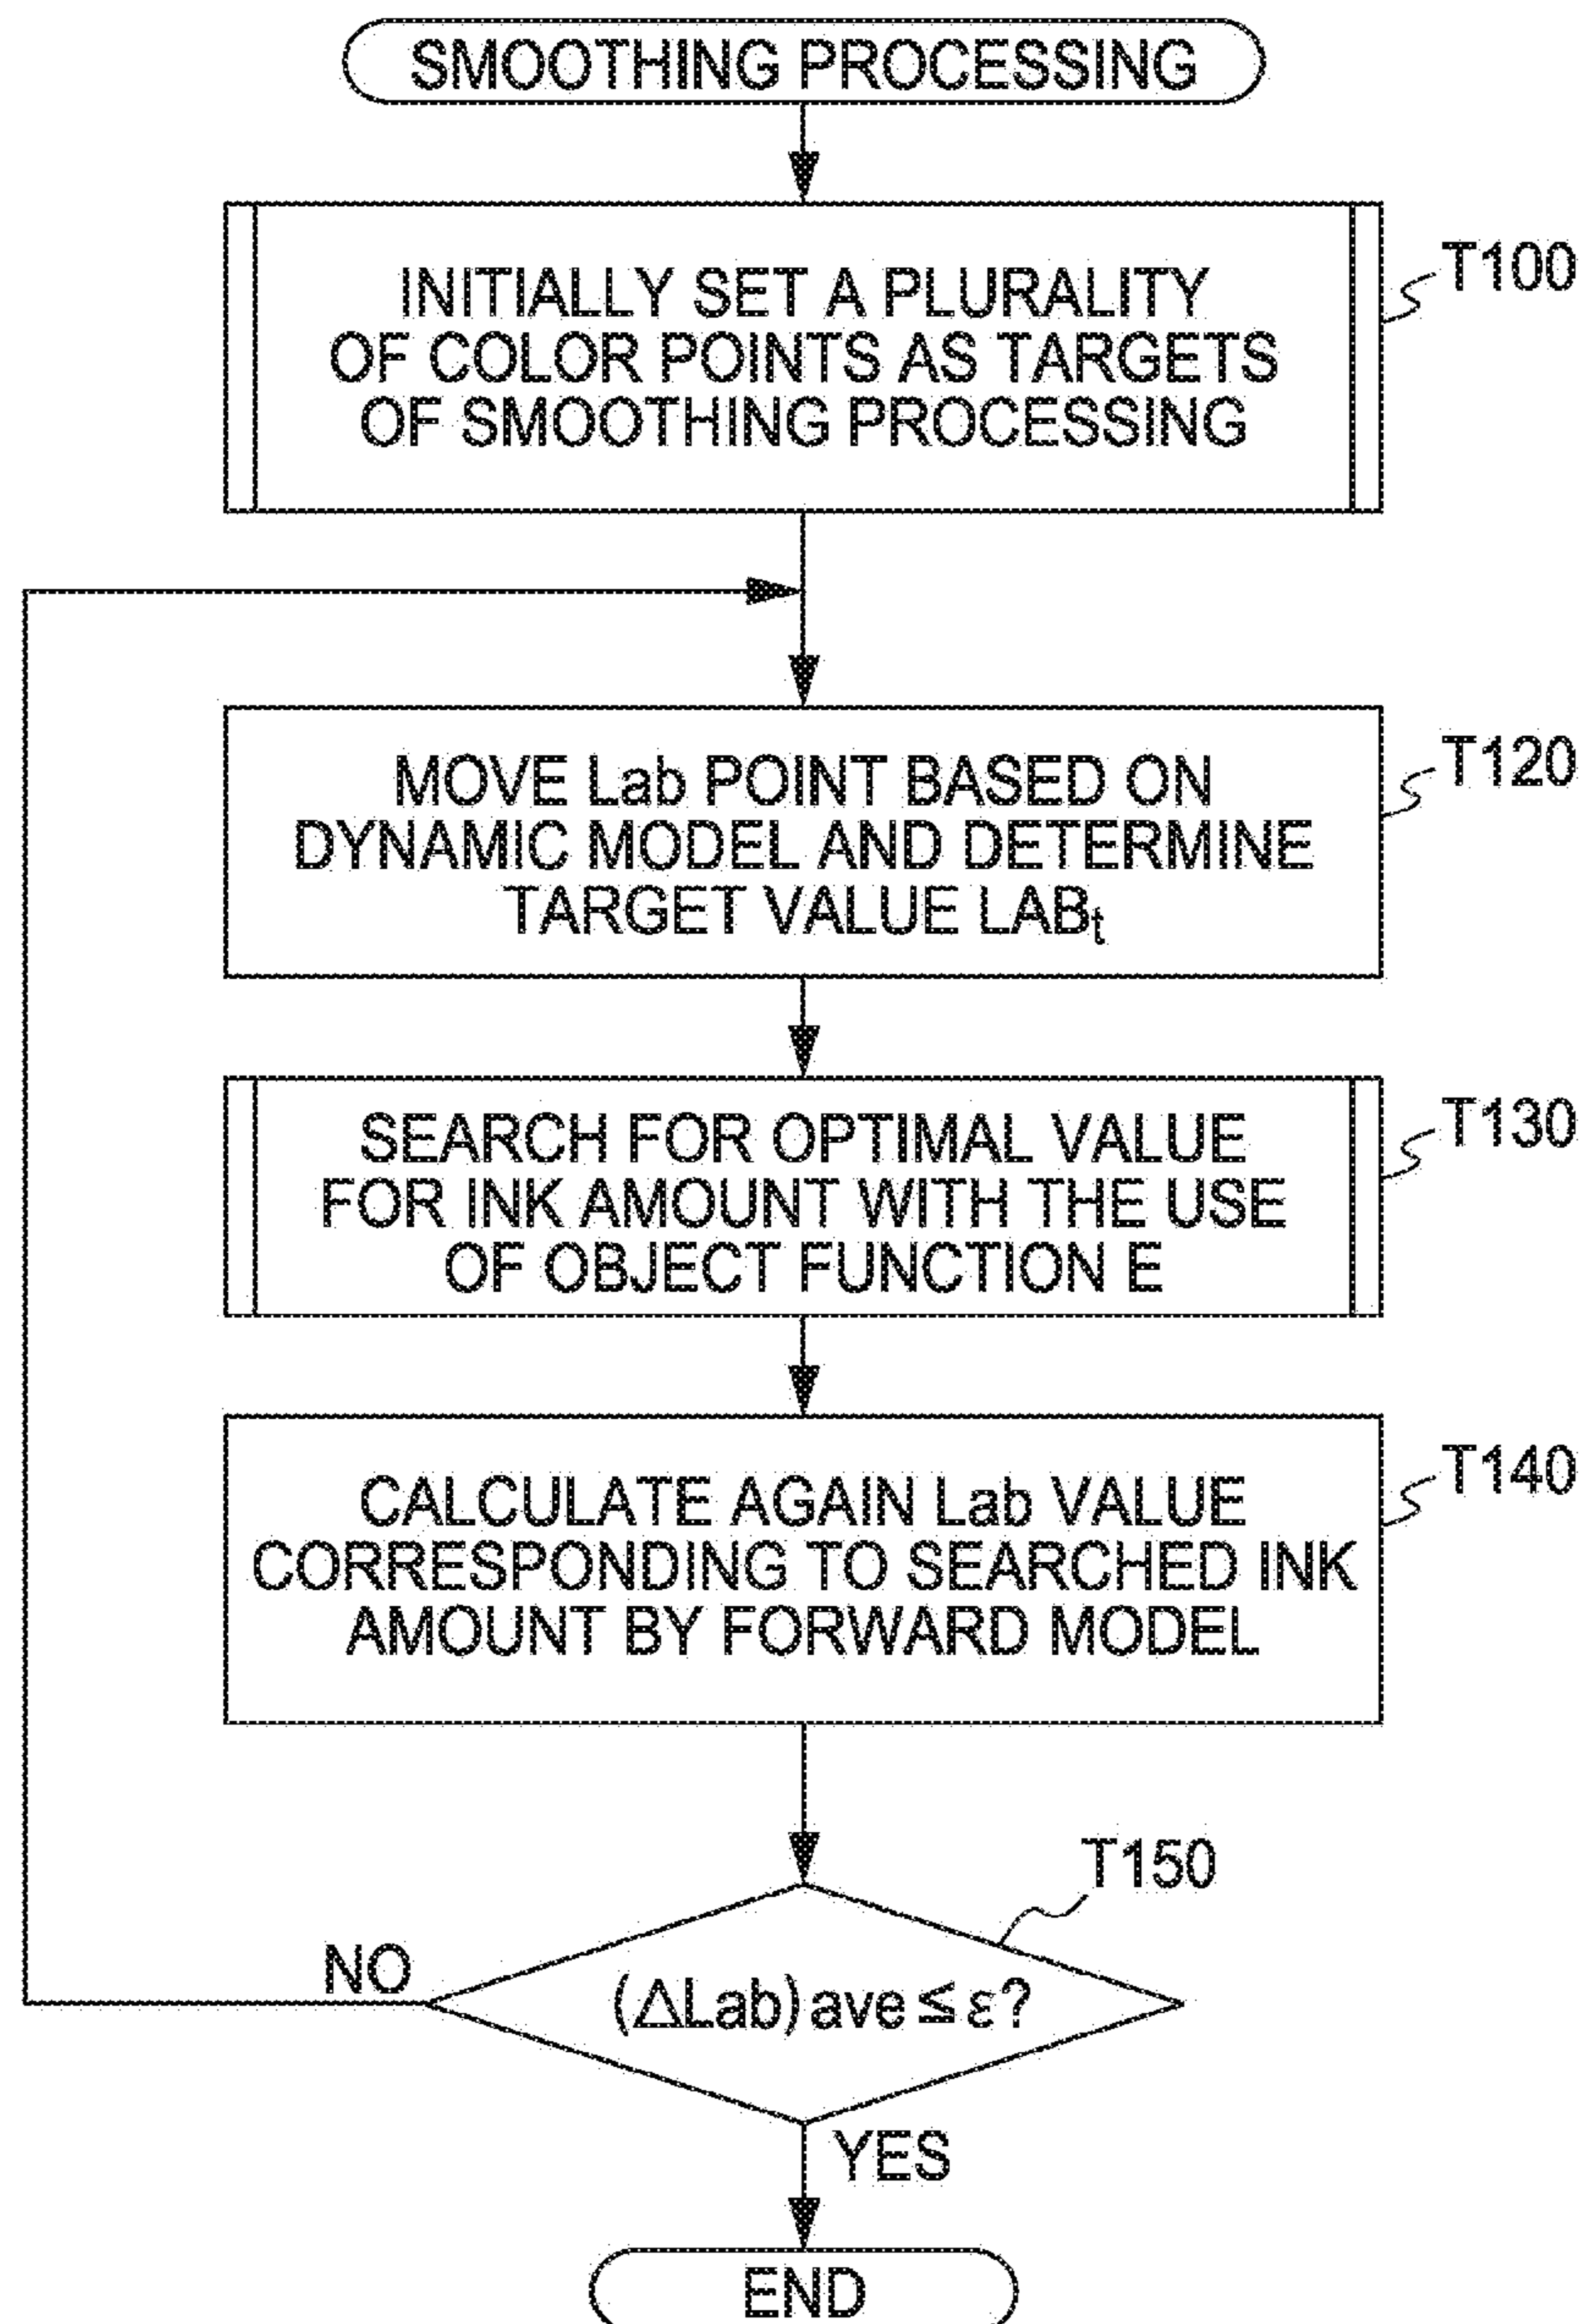 SMOOTHING PROCESSING
INITIALLY SET A PLURALITY
OF COLOR POINTS AS TARGETS
OF SMOOTHING PROCESSING
T100
MOVE Lab POINT BASED ON
DYNAMIC MODEL AND DETERMINE
TARGET VALUE LABt
T120
SEARCH FOR OPTIMAL VALUE
FOR INK AMOUNT WITH THE USE
OF OBJECT FUNCTION E
T130
CALCULATE AGAIN Lab VALUE
CORRESPONDING TO SEARCHED INK
AMOUNT BY FORWARD MODEL
T140
T150
NO
(ΔLab) ave ≦ ε?
YES
END